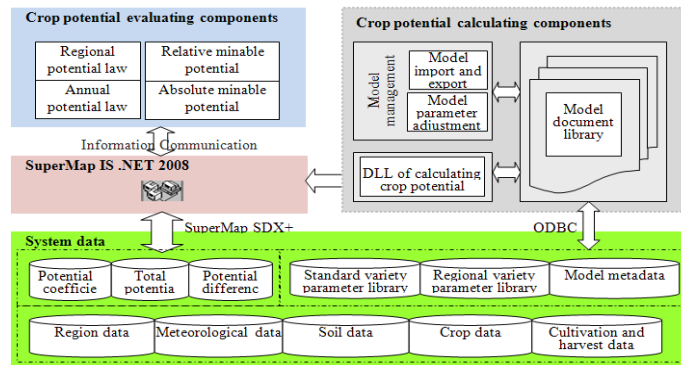 Crop potential evaluating components
Regional
potential law
Relative minable
potential
Annual
potential law
Absolute minable
potential
Information Communication
SuperMap IS .NET 2008
SuperMap SDX+
Crop potential calculating components
Model
management
Model
import and
export
Model
parameter
adjustment
Model
document
library
DLL of calculating
crop potential
ODBC
System data
Potential
coefficie
Total
potentia
Potential
differenc
Standard variety
parameter library
Regional variety
parameter library
Model metadata
Region data
Meteorological data
Soil data
Crop data
Cultivation and
harvest data